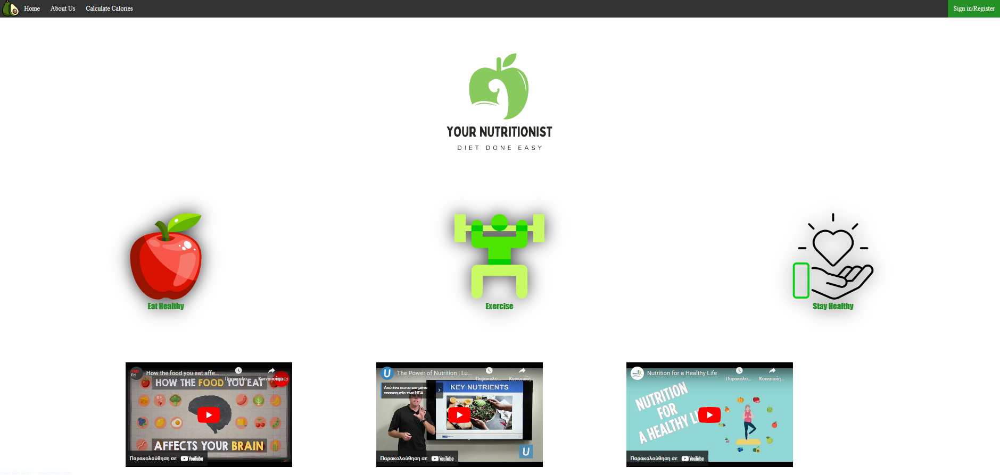 Home About Us Calculate Calories Sign in/Register
YOUR NUTRITIONIST
DIET DONE EASY
Eat Healthy Exercise Stay Healthy
How the food you eat affe...
Παρακολο...
HOW THE FOOD YOU EAT
AFFECTS YOUR BRAIN
Παρακολούθηση σε YouTube
The Power of Nutrition | Lu...
Παρακολο... Κοινοποίη...
Από ένα πιστοποιημένο
νοσοκομείο των ΗΠΑ
KEY NUTRIENTS
U
Παρακολούθηση σε YouTube
Nutrition for a Healthy Life
Παρακολο... Κοινοποίη...
NUTRITION
FOR
A HEALTHY
Παρακολούθηση σε YouTube